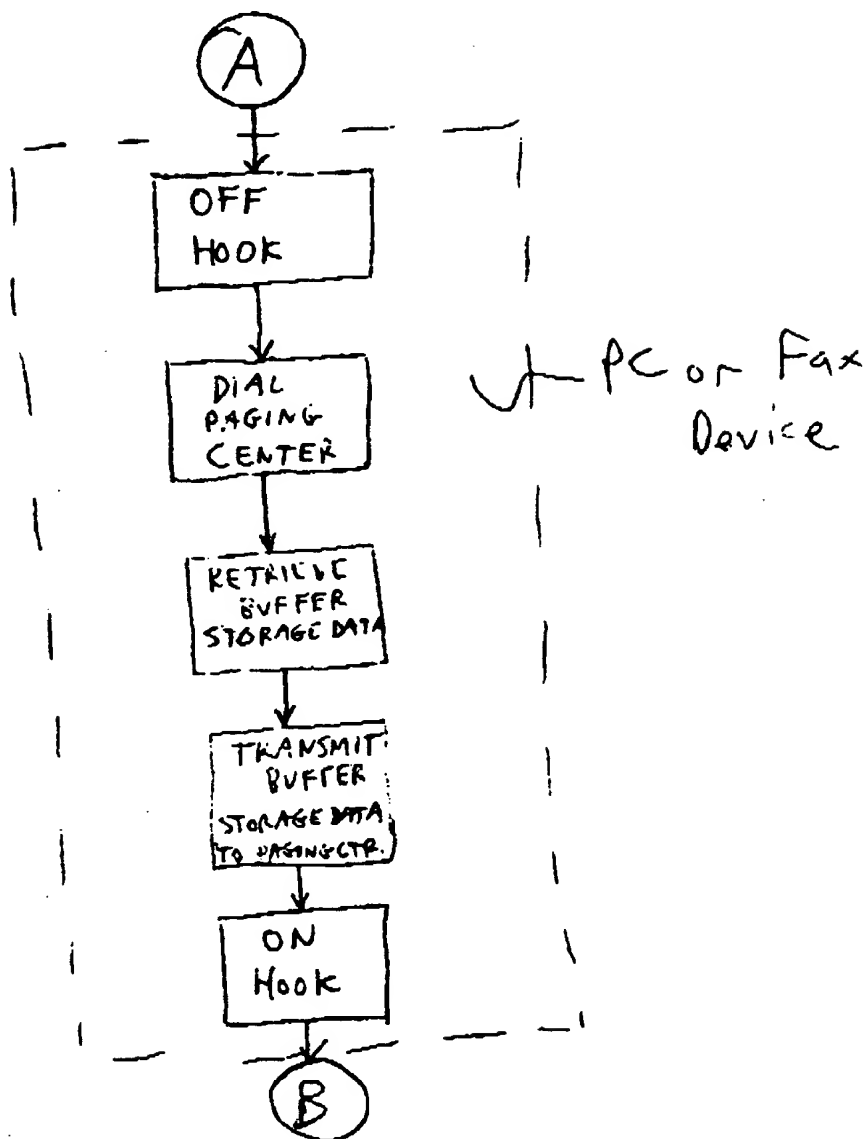 A
OFF
HOOK
DIAL
PAGING
CENTER
PC or Fax
Device
RETRIEVE
BUFFER
STORAGE DATA
TRANSMIT
BUFFER
STORAGE DATA
TO PAGING CTR.
ON
HOOK
B